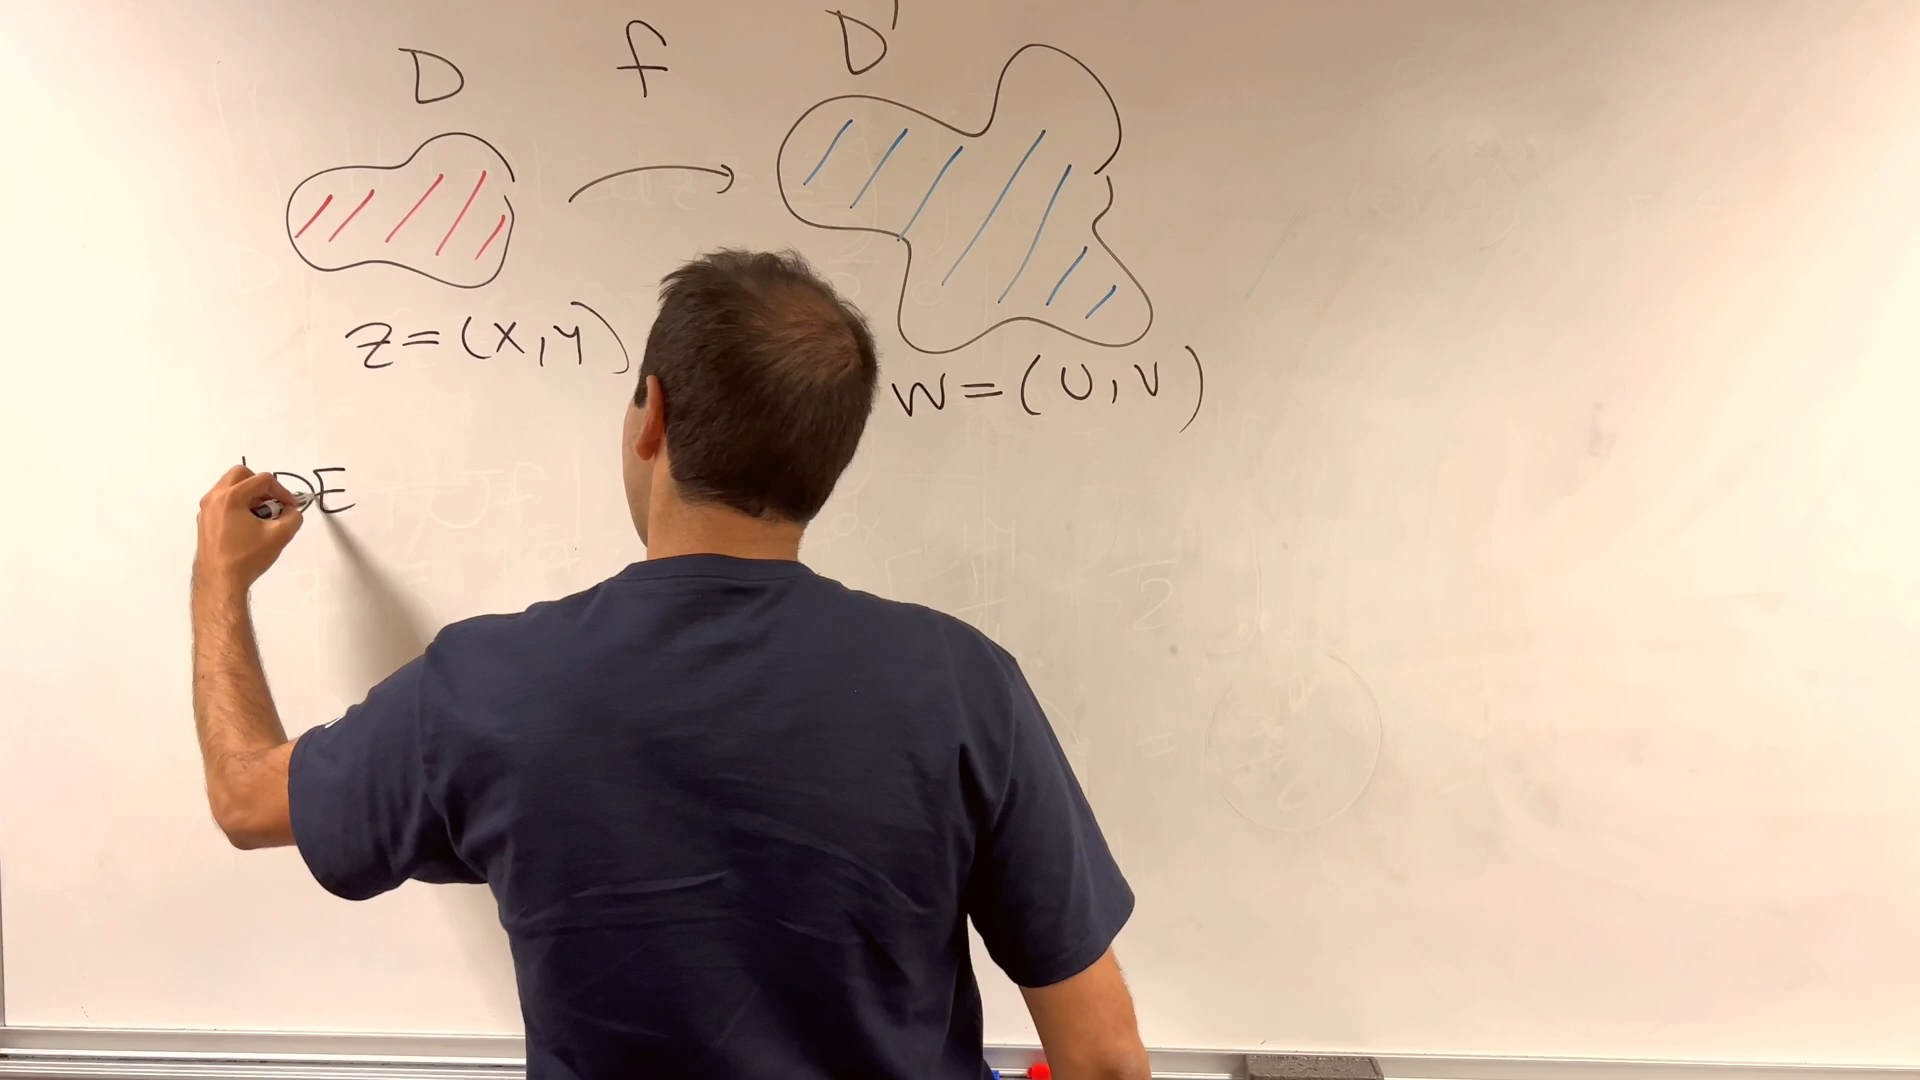 D f D'
z = (x, y)
w = (u, v)
DE